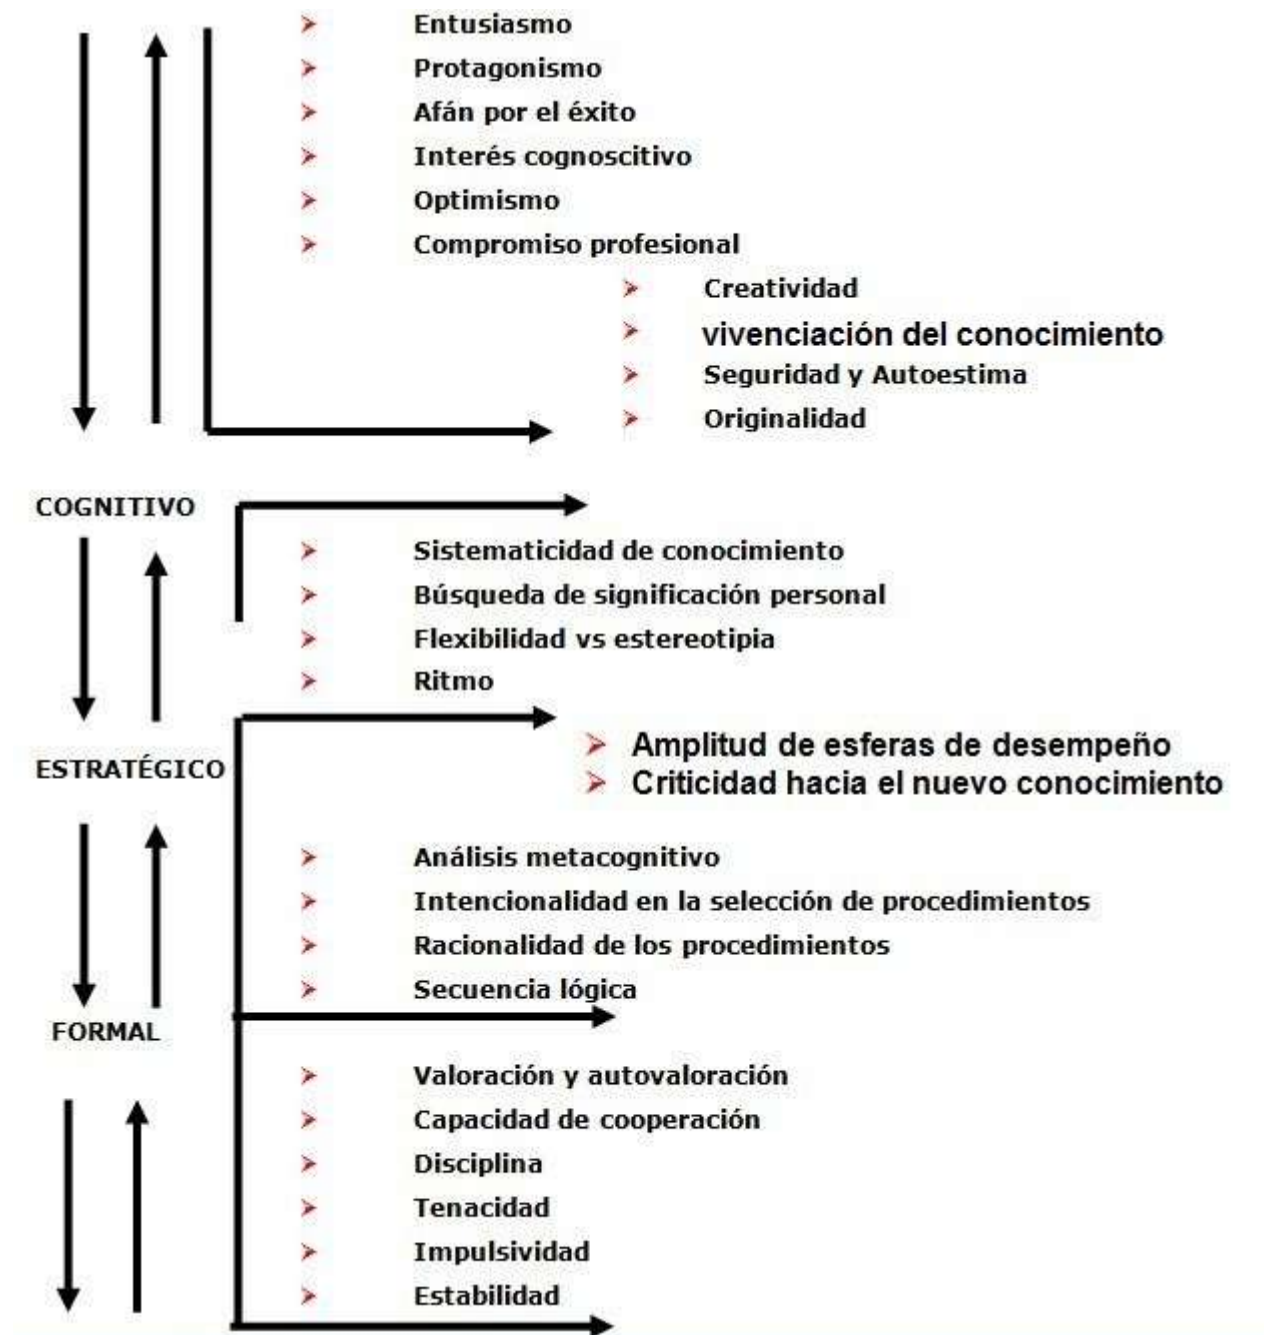 Entusiasmo
Protagonismo
Afán por el éxito
Interés cognoscitivo
Optimismo
Compromiso profesional
Creatividad
vivenciación del conocimiento
Seguridad y Autoestima
Originalidad
COGNITIVO
Sistematicidad de conocimiento
Búsqueda de significación personal
Flexibilidad vs estereotipia
Ritmo
Amplitud de esferas de desempeño
ESTRATÉGICO
Criticidad hacia el nuevo conocimiento
Análisis metacognitivo
Intencionalidad en la selección de procedimientos
Racionalidad de los procedimientos
Secuencia lógica
FORMAL
Valoración y autovaloración
Capacidad de cooperación
Disciplina
Tenacidad
Impulsividad
Estabilidad